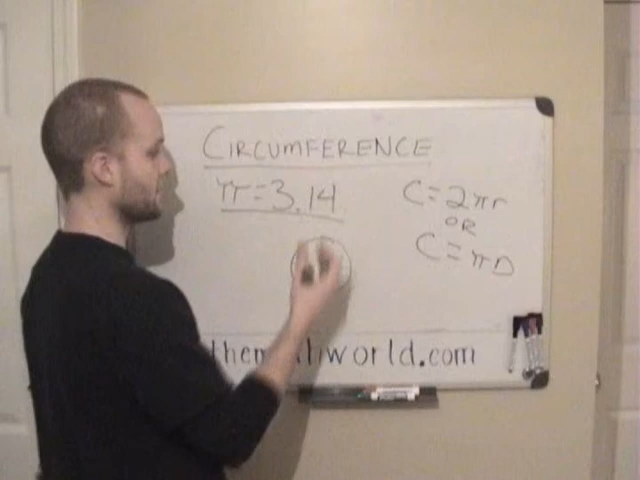 CIRCUMFERENCE
π=3.14
C=2πr
OR
C=πD
themathworld.com